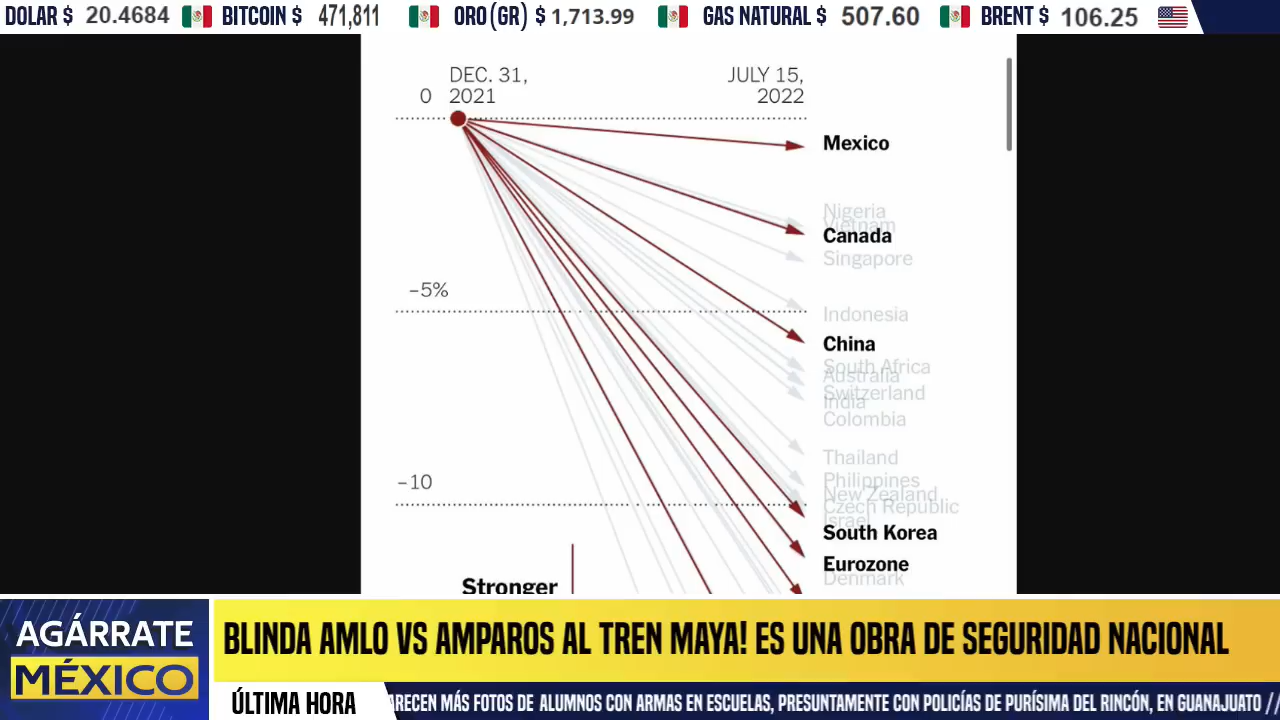 DOLAR $ 20.4684 BITCOIN $ 471,811 ORO (GR) $ 1,713.99 GAS NATURAL $ 507.60 BRENT $ 106.25
DEC. 31,
2021
JULY 15,
2022
0
Mexico
Nigeria
Vietnam
Canada
Singapore
–5%
Indonesia
China
South Africa
Australia
Switzerland
India
Colombia
Thailand
–10
Philippines
New Zealand
Czech Republic
Israel
South Korea
Eurozone
Denmark
Stronger
AGÁRRATE
MÉXICO
BLINDA AMLO VS AMPAROS AL TREN MAYA! ES UNA OBRA DE SEGURIDAD NACIONAL
ÚLTIMA HORA
ARECEN MÁS FOTOS DE ALUMNOS CON ARMAS EN ESCUELAS, PRESUNTAMENTE CON POLICÍAS DE PURÍSIMA DEL RINCÓN, EN GUANAJUATO //